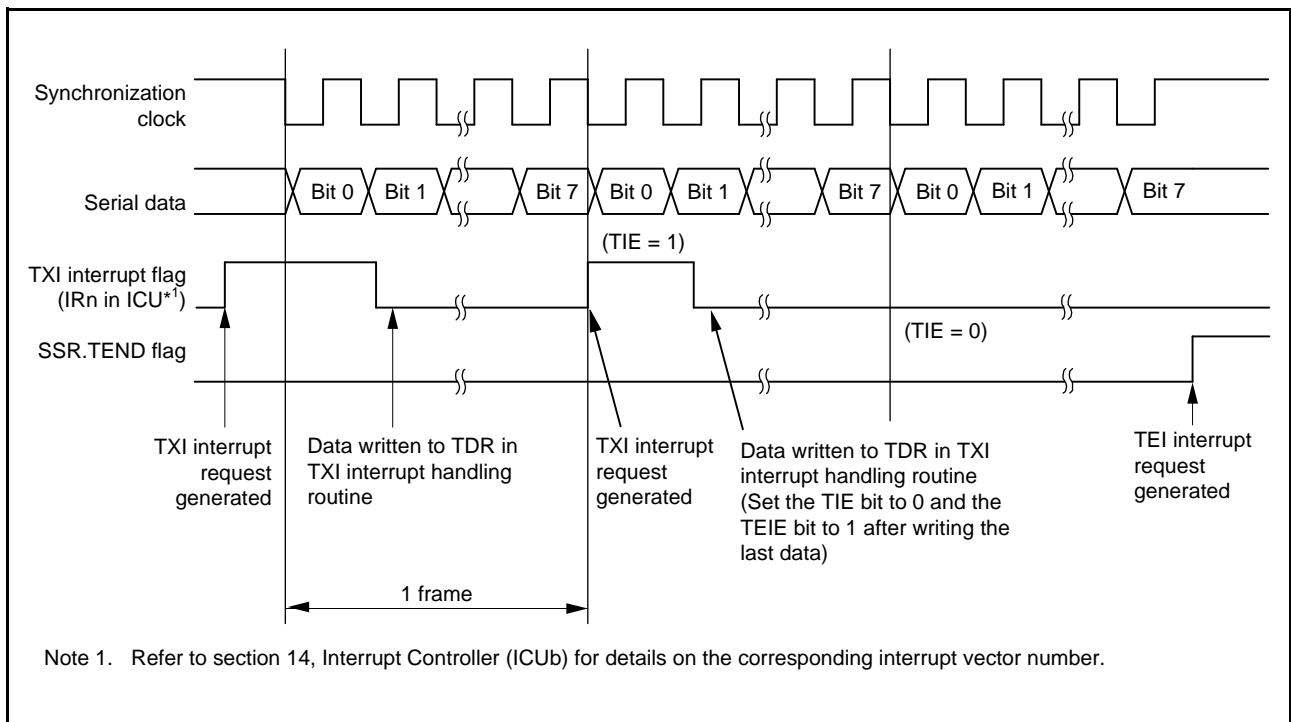 Synchronization
clock
Serial data
Bit 0 Bit 1 Bit 7 Bit 0 Bit 1 Bit 7 Bit 0 Bit 1 Bit 7
(TIE = 1)
TXI interrupt flag
(IRn in ICU*1)
(TIE = 0)
SSR.TEND flag
TXI interrupt
request
generated
Data written to TDR in
TXI interrupt handling
routine
TXI interrupt
request
generated
Data written to TDR in TXI
interrupt handling routine
(Set the TIE bit to 0 and the
TEIE bit to 1 after writing the
last data)
TEI interrupt
request
generated
1 frame
Note 1. Refer to section 14, Interrupt Controller (ICUb) for details on the corresponding interrupt vector number.